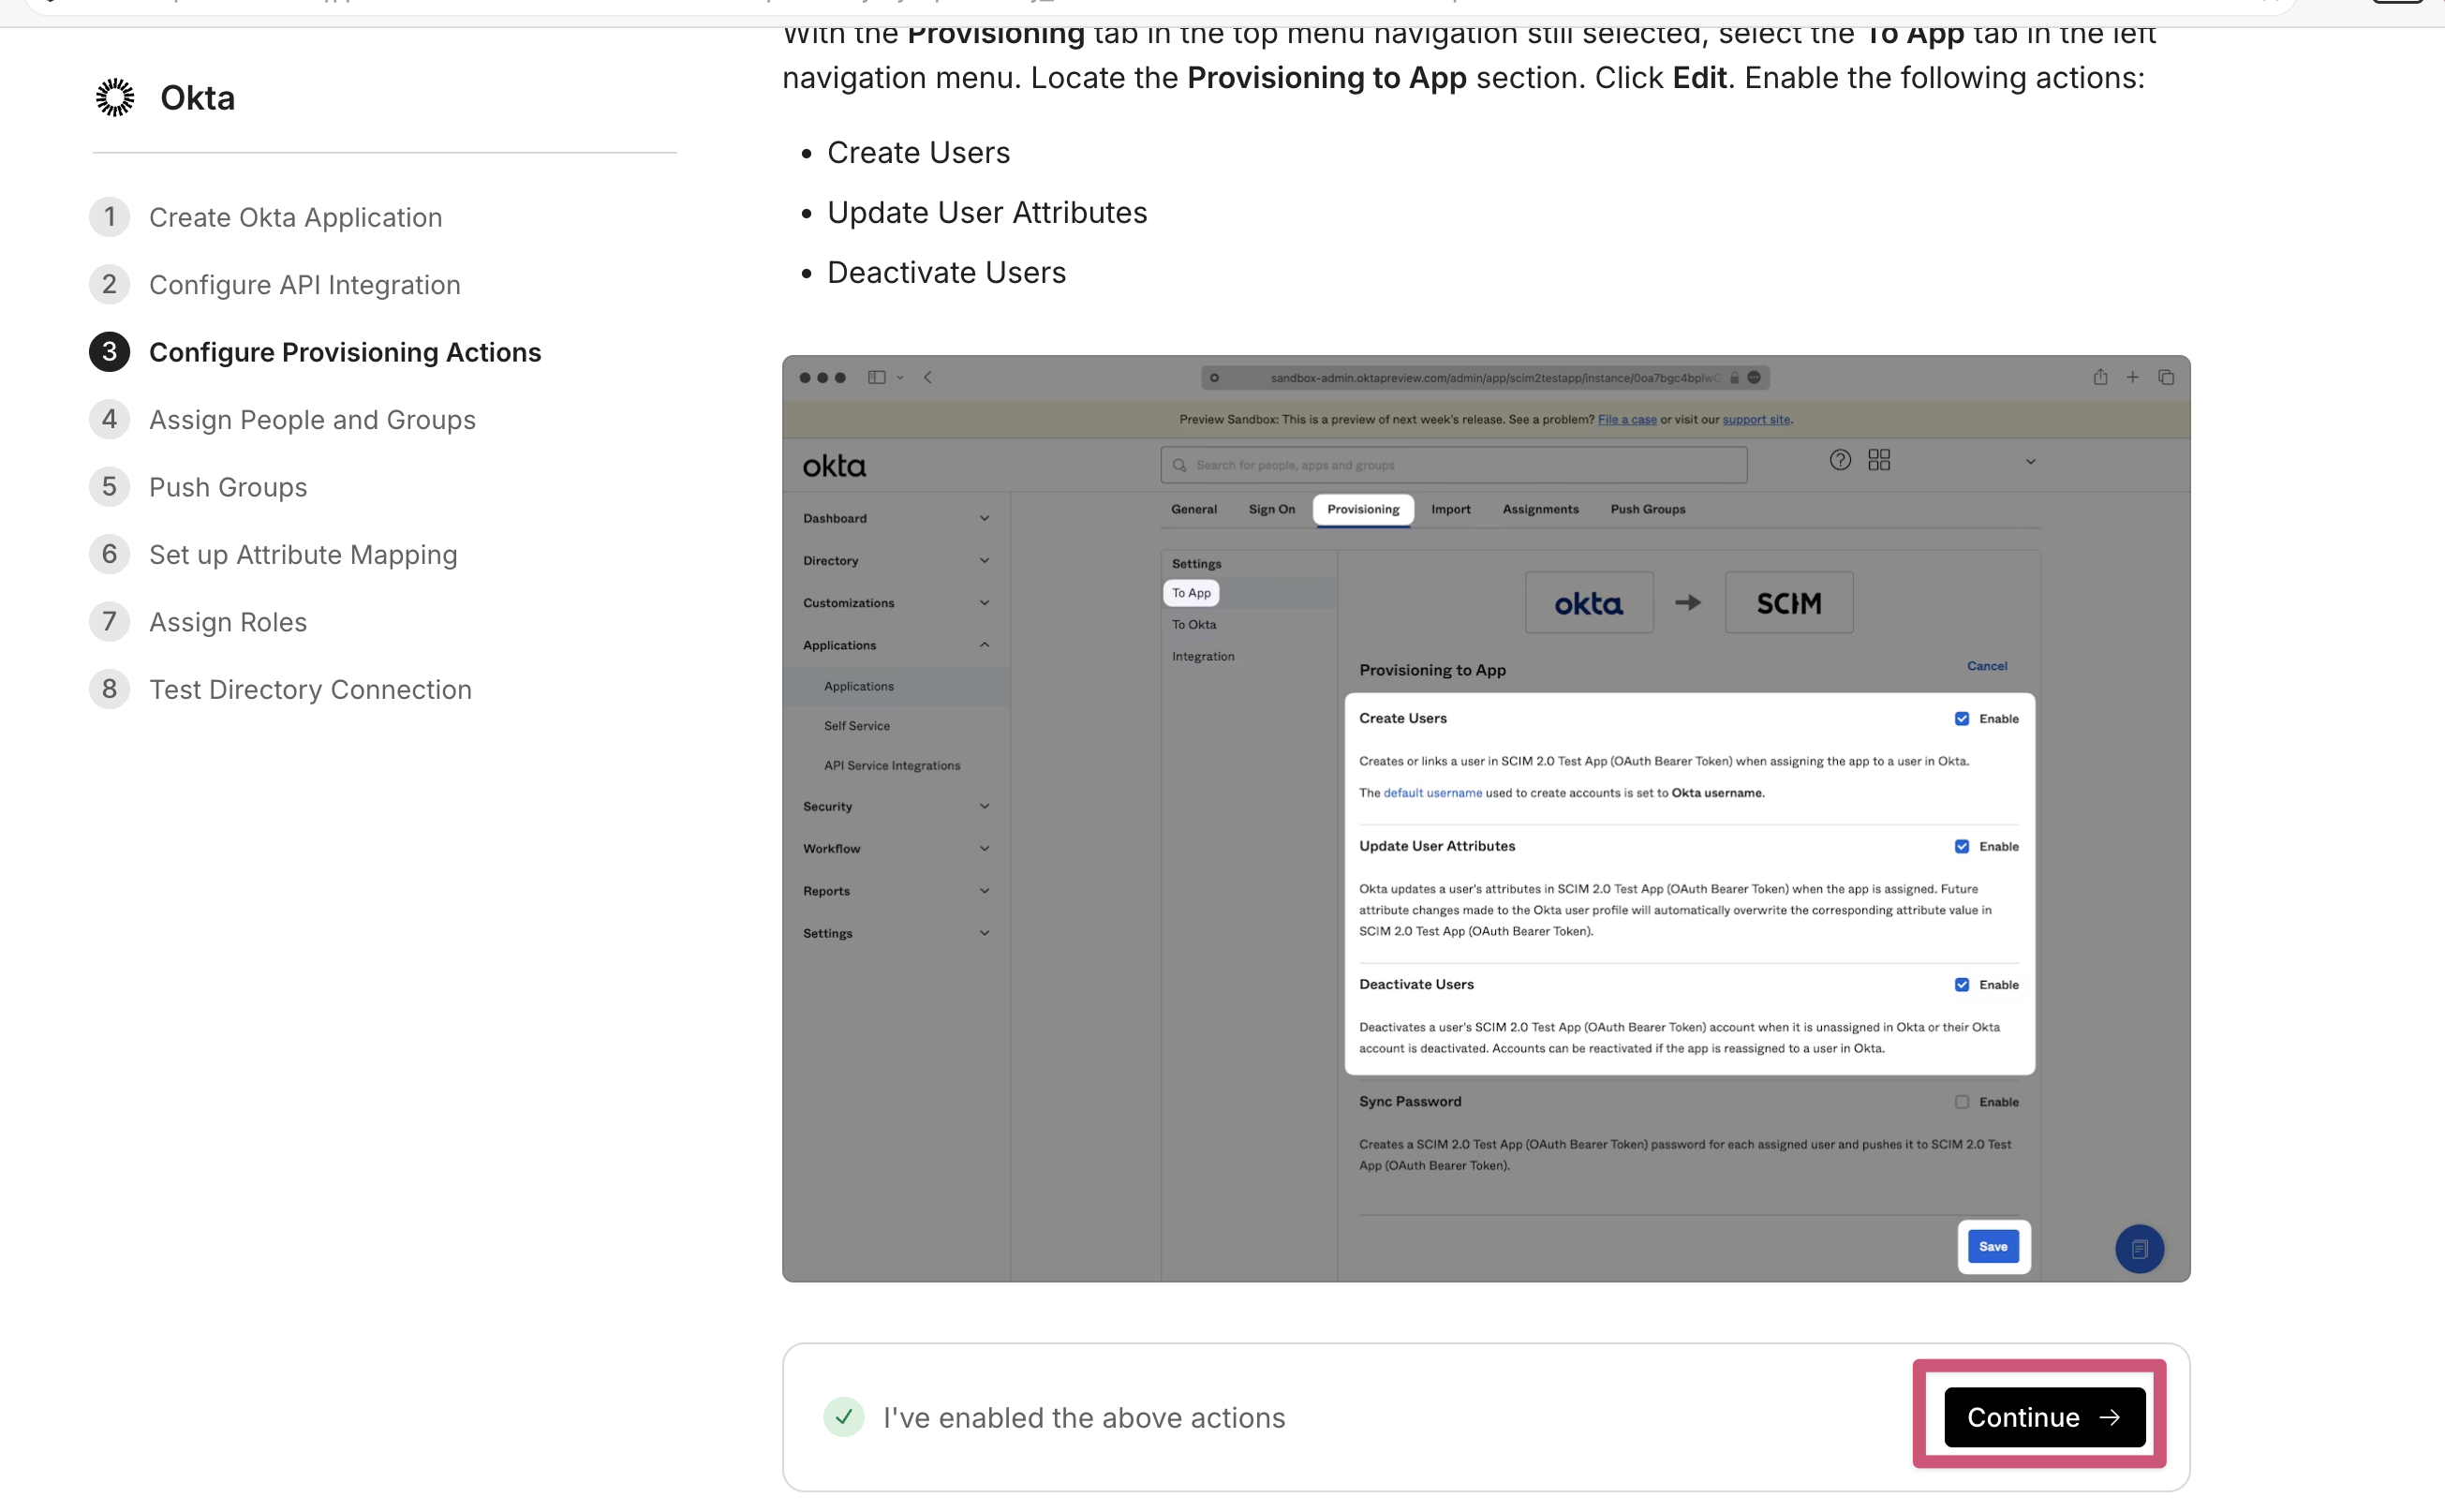 With the Provisioning tab in the top menu navigation still selected, select the To App tab in the left
navigation menu. Locate the Provisioning to App section. Click Edit. Enable the following actions:
Okta
1 Create Okta Application
2 Configure API Integration
3 Configure Provisioning Actions
4 Assign People and Groups
5 Push Groups
6 Set up Attribute Mapping
7 Assign Roles
8 Test Directory Connection
• Create Users
• Update User Attributes
• Deactivate Users
sandbox-admin.oktapreview.com/admin/app/scim2testapp/instance/0oa7bgc4bplwG
Preview Sandbox: This is a preview of next week's release. See a problem? File a case or visit our support site.
okta
Search for people, apps and groups
Dashboard
Directory
Customizations
Applications
Applications
Self Service
API Service Integrations
Security
Workflow
Reports
Settings
General Sign On Provisioning Import Assignments Push Groups
Settings
To App
To Okta
Integration
okta SCIM
Provisioning to App Cancel
Create Users Enable
Creates or links a user in SCIM 2.0 Test App (OAuth Bearer Token) when assigning the app to a user in Okta.
The default username used to create accounts is set to Okta username.
Update User Attributes Enable
Okta updates a user's attributes in SCIM 2.0 Test App (OAuth Bearer Token) when the app is assigned. Future
attribute changes made to the Okta user profile will automatically overwrite the corresponding attribute value in
SCIM 2.0 Test App (OAuth Bearer Token).
Deactivate Users Enable
Deactivates a user's SCIM 2.0 Test App (OAuth Bearer Token) account when it is unassigned in Okta or their Okta
account is deactivated. Accounts can be reactivated if the app is reassigned to a user in Okta.
Sync Password Enable
Creates a SCIM 2.0 Test App (OAuth Bearer Token) password for each assigned user and pushes it to SCIM 2.0 Test
App (OAuth Bearer Token).
Save
I've enabled the above actions
Continue →